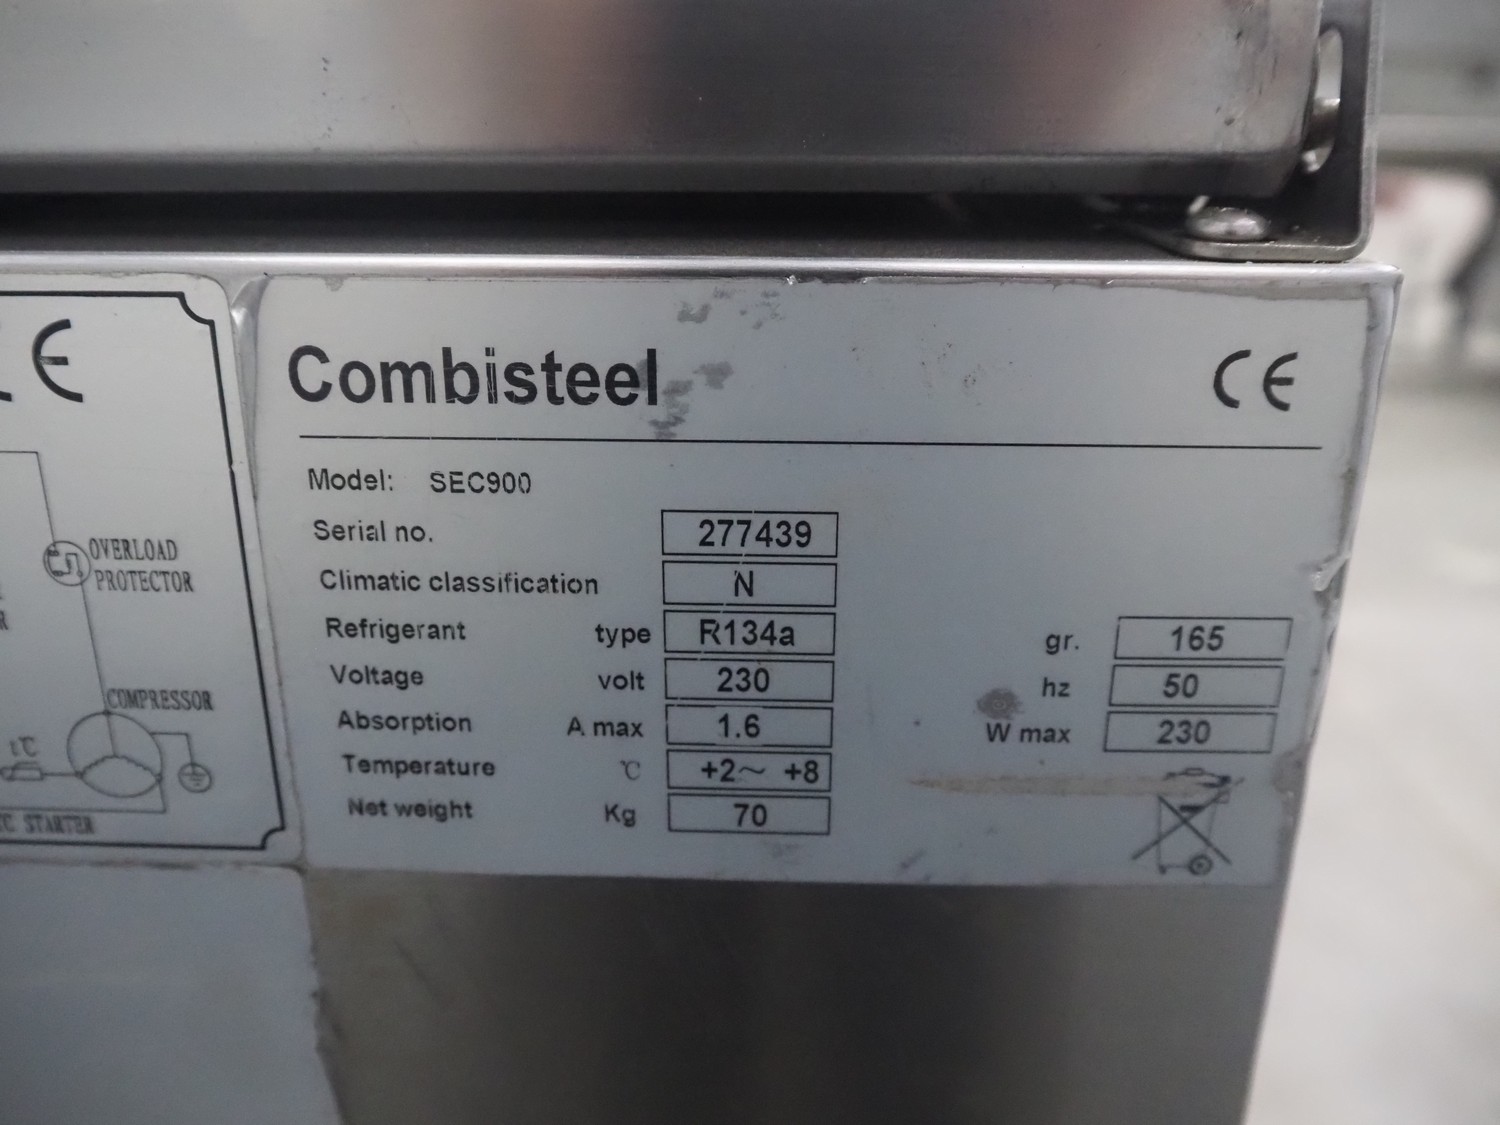 CE
OVERLOAD
PROTECTOR
COMPRESSOR
t℃
STARTER
Combisteel CE
Model: SEC900
Serial no. 277439
Climatic classification N
Refrigerant type R134a gr. 165
Voltage volt 230 hz 50
Absorption A max 1.6 W max 230
Temperature ℃ +2~ +8
Net weight Kg 70